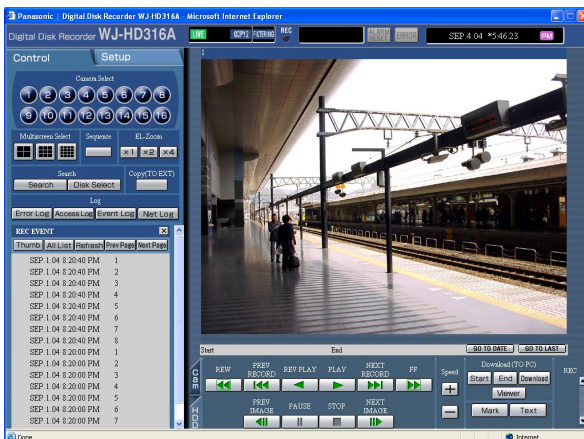 Panasonic | Digital Disk Recorder WJ-HD316A - Microsoft Internet Explorer
Digital Disk Recorder WJ-HD316A
LIVE COPY2 FILTERING REC ALARM RESET ERROR SEP.4.04 *5:46:23 PM
Control Setup
1
Camera Select
1 2 3 4 5 6 7 8
9 10 11 12 13 14 15 16
Multiscreen Select Sequence EL-Zoom
×1 ×2 ×4
Search Copy(TO EXT)
Search Disk Select
Log
Error Log Access Log Event Log Net Log
REC EVENT
Thumb All List Refresh Prev Page Next Page
SEP.1.04 8:20:40 PM 1
SEP.1.04 8:20:40 PM 2
SEP.1.04 8:20:40 PM 3
SEP.1.04 8:20:40 PM 4
SEP.1.04 8:20:40 PM 5
SEP.1.04 8:20:40 PM 6
SEP.1.04 8:20:40 PM 7
SEP.1.04 8:20:40 PM 8
SEP.1.04 8:20:00 PM 1
SEP.1.04 8:20:00 PM 2
SEP.1.04 8:20:00 PM 3
SEP.1.04 8:20:00 PM 4
SEP.1.04 8:20:00 PM 5
SEP.1.04 8:20:00 PM 6
SEP.1.04 8:20:00 PM 7
Start End GO TO DATE GO TO LAST
Cam
REW PREV RECORD REV PLAY PLAY NEXT RECORD FF Speed
Download (TO PC)
Start End Download
Viewer
REC
HDD
PREV IMAGE PAUSE STOP NEXT IMAGE
Mark Text
Done Internet